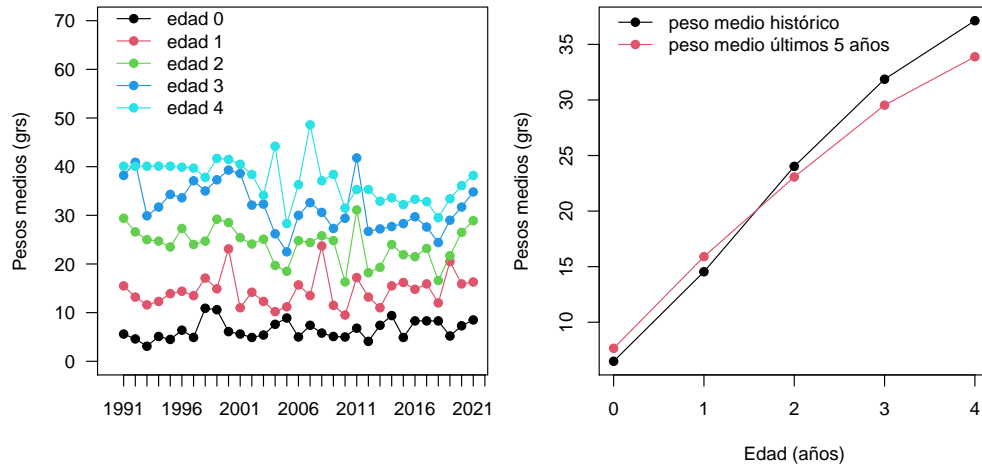 Pesos medios (grs)
70
60
50
40
30
20
10
0
edad 0
edad 1
edad 2
edad 3
edad 4
1991 1996 2001 2006 2011 2016 2021
Pesos medios (grs)
35
30
25
20
15
10
peso medio histórico
peso medio últimos 5 años
0 1 2 3 4
Edad (años)